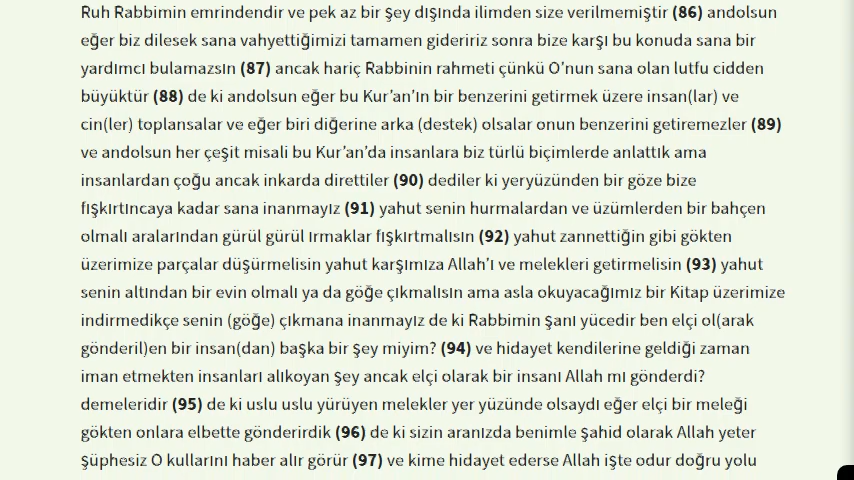 Ruh Rabbimin emrindendir ve pek az bir şey dışında ilimden size verilmemiştir (86) andolsun
eğer biz dilesek sana vahyettiğimizi tamamen gideririz sonra bize karşı bu konuda sana bir
yardımcı bulamazsın (87) ancak hariç Rabbinin rahmeti çünkü O’nun sana olan lutfu cidden
büyüktür (88) de ki andolsun eğer bu Kur’an’ın bir benzerini getirmek üzere insan(lar) ve
cin(ler) toplansalar ve eğer biri diğerine arka (destek) olsalar onun benzerini getiremezler (89)
ve andolsun her çeşit misali bu Kur’an’da insanlara biz türlü biçimlerde anlattık ama
insanlardan çoğu ancak inkarda direttiler (90) dediler ki yeryüzünden bir göze bize
fışkırtıncaya kadar sana inanmayız (91) yahut senin hurmalardan ve üzümlerden bir bahçen
olmalı aralarından gürül gürül ırmaklar fışkırtmalısın (92) yahut zannettiğin gibi gökten
üzerimize parçalar düşürmelisin yahut karşımıza Allah’ı ve melekleri getirmelisin (93) yahut
senin altından bir evin olmalı ya da göğe çıkmalısın ama asla okuyacağımız bir Kitap üzerimize
indirmedikçe senin (göğe) çıkmana inanmayız de ki Rabbimin şanı yücedir ben elçi ol(arak
gönderil)en bir insan(dan) başka bir şey miyim? (94) ve hidayet kendilerine geldiği zaman
iman etmekten insanları alıkoyan şey ancak elçi olarak bir insanı Allah mı gönderdi?
demeleridir (95) de ki uslu uslu yürüyen melekler yer yüzünde olsaydı eğer elçi bir meleği
gökten onlara elbette gönderirdik (96) de ki sizin aranızda benimle şahid olarak Allah yeter
şüphesiz O kullarını haber alır görür (97) ve kime hidayet ederse Allah işte odur doğru yolu